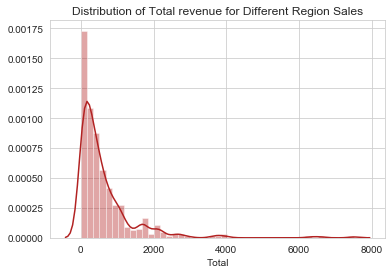 Distribution of Total revenue for Different Region Sales
0.00175
0.00150
0.00125
0.00100
0.00075
0.00050
0.00025
0.00000
0 2000 4000 6000 8000
Total